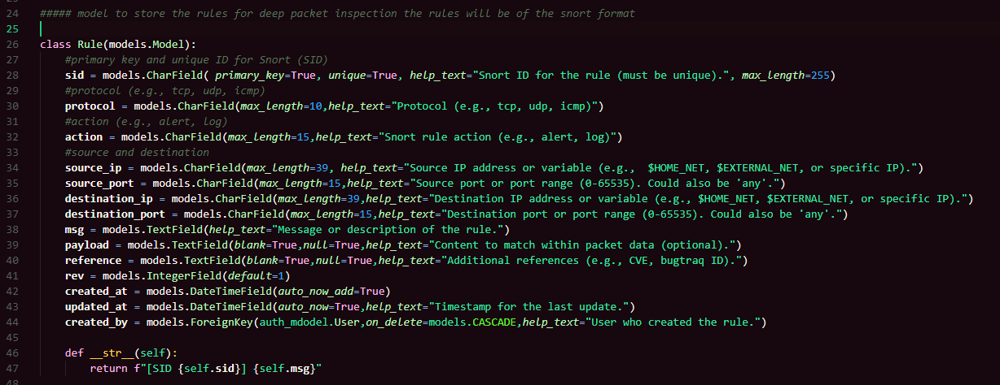 24 ##### model to store the rules for deep packet inspection the rules will be of the snort format
25
26 class Rule(models.Model):
27 #primary key and unique ID for Snort (SID)
28 sid = models.CharField( primary_key=True, unique=True, help_text="Snort ID for the rule (must be unique).", max_length=255)
29 #protocol (e.g., tcp, udp, icmp)
30 protocol = models.CharField(max_length=10,help_text="Protocol (e.g., tcp, udp, icmp)")
31 #action (e.g., alert, log)
32 action = models.CharField(max_length=15,help_text="Snort rule action (e.g., alert, log)")
33 #source and destination
34 source_ip = models.CharField(max_length=39, help_text="Source IP address or variable (e.g.,  $HOME_NET, $EXTERNAL_NET, or specific IP).")
35 source_port = models.CharField(max_length=15,help_text="Source port or port range (0-65535). Could also be 'any'.")
36 destination_ip = models.CharField(max_length=39,help_text="Destination IP address or variable (e.g., $HOME_NET, $EXTERNAL_NET, or specific IP).")
37 destination_port = models.CharField(max_length=15,help_text="Destination port or port range (0-65535). Could also be 'any'.")
38 msg = models.TextField(help_text="Message or description of the rule.")
39 payload = models.TextField(blank=True,null=True,help_text="Content to match within packet data (optional).")
40 reference = models.TextField(blank=True,null=True,help_text="Additional references (e.g., CVE, bugtraq ID).")
41 rev = models.IntegerField(default=1)
42 created_at = models.DateTimeField(auto_now_add=True)
43 updated_at = models.DateTimeField(auto_now=True,help_text="Timestamp for the last update.")
44 created_by = models.ForeignKey(auth_mdodel.User,on_delete=models.CASCADE,help_text="User who created the rule.")
45
46 def __str__(self):
47 return f"[SID {self.sid}] {self.msg}"
48